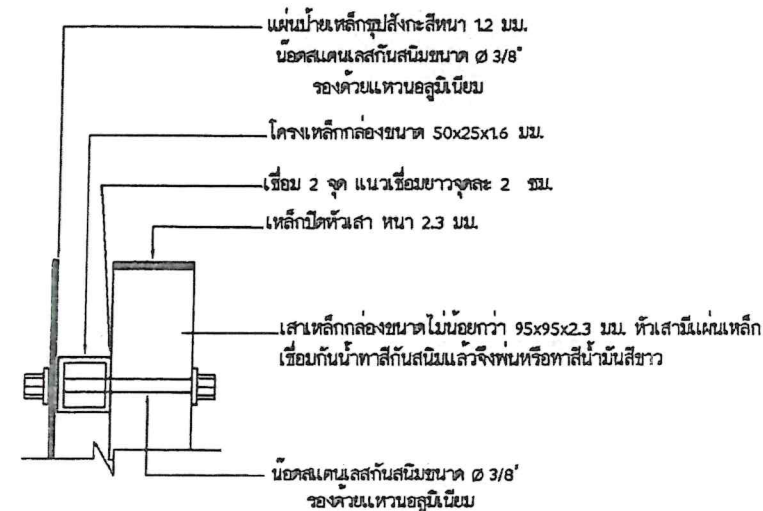 แผ่นป้ายเหล็กชุปสังกะสีหนา 1.2 มม.
น๊อตสแตนเลสกันสนิมขนาด Ø 3/8"
รองด้วยแหวนอลูมิเนียม
โครงเหล็กกล่องขนาด 50x25x1.6 มม.
เชื่อม 2 จุด แนวเชื่อมยาวจุดละ 2 ซม.
เหล็กปิดหัวเสา หนา 2.3 มม.
เสาเหล็กกล่องขนาดไม่น้อยกว่า 95x95x2.3 มม. หัวเสามีแผ่นเหล็ก
เชื่อมกันน้ำทาสีกันสนิมแล้วจึงพ่นหรือทาสีน้ำมันสีขาว
น๊อตสแตนเลสกันสนิมขนาด Ø 3/8"
รองด้วยแหวนอลูมิเนียม